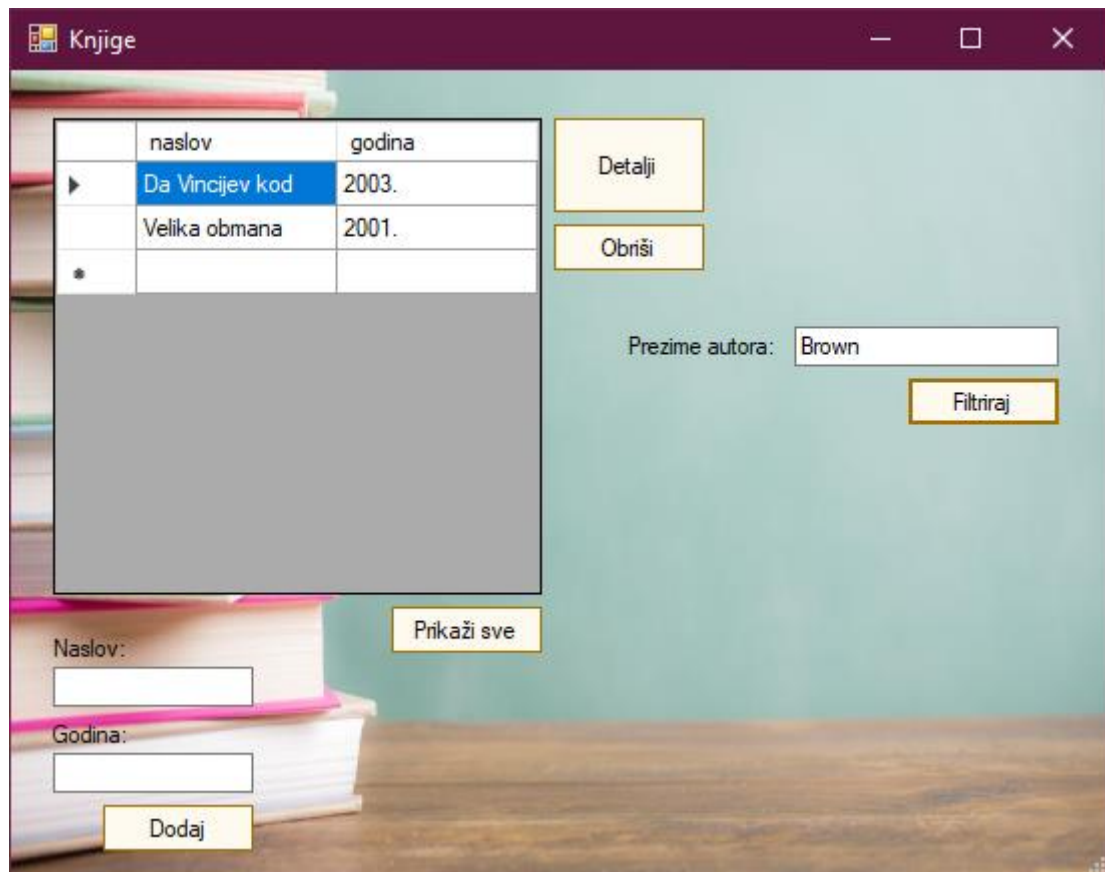 Knjige
naslov godina
Da Vincijev kod 2003.
Velika obmana 2001.
Detalji
Obriši
Prezime autora: Brown
Filtriraj
Prikaži sve
Naslov:
Godina:
Dodaj